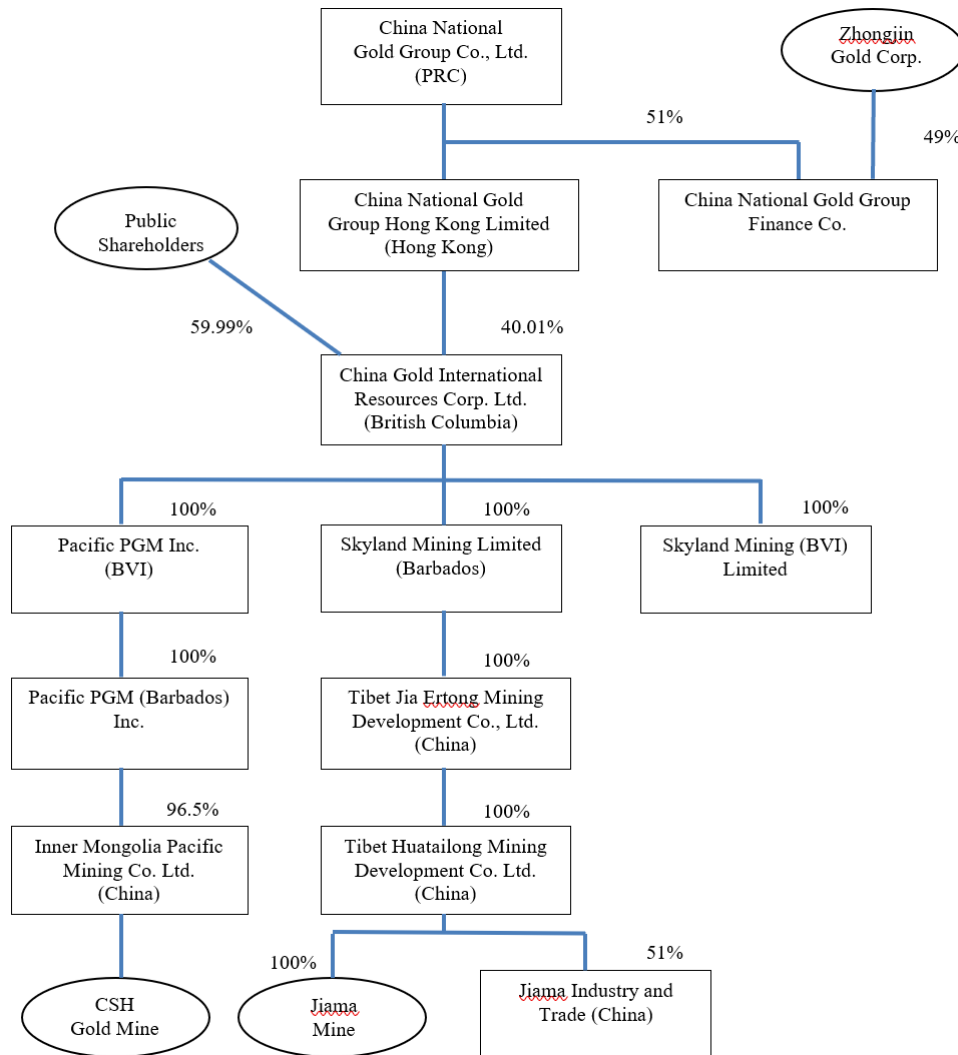 China National
Gold Group Co., Ltd.
(PRC)
Zhongjin
Gold Corp.
51%
49%
China National Gold
Group Hong Kong Limited
(Hong Kong)
China National Gold Group
Finance Co.
Public
Shareholders
59.99%
40.01%
China Gold International
Resources Corp. Ltd.
(British Columbia)
100%
100%
100%
Pacific PGM Inc.
(BVI)
Skyland Mining Limited
(Barbados)
Skyland Mining (BVI)
Limited
100%
100%
Pacific PGM (Barbados)
Inc.
Tibet Jia Ertong Mining
Development Co., Ltd.
(China)
96.5%
100%
Inner Mongolia Pacific
Mining Co. Ltd.
(China)
Tibet Huatailong Mining
Development Co. Ltd.
(China)
100%
51%
CSH
Gold Mine
Jiama
Mine
Jiama Industry and
Trade (China)